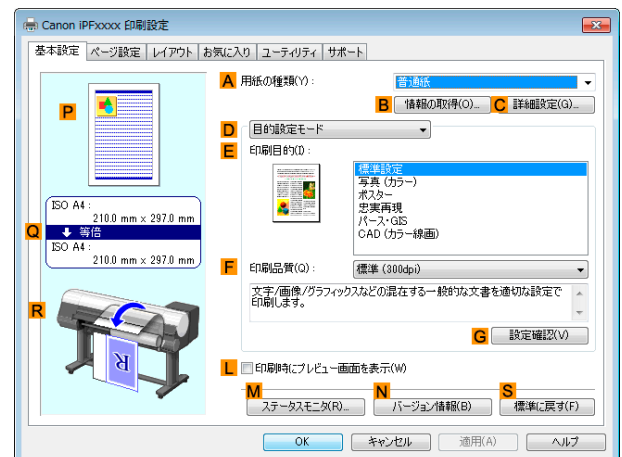 Canon iPFxxxx 印刷設定
基本設定 ページ設定 レイアウト お気に入り ユーティリティ サポート
A 用紙の種類(Y): 普通紙
B 情報の取得(O)... C 詳細設定(G)...
P
D 目的設定モード
E 印刷目的(I):
標準設定
写真 (カラー)
ポスター
忠実再現
パース・GIS
CAD (カラー線画)
ISO A4 :
210.0 mm x 297.0 mm
Q 等倍
ISO A4 :
210.0 mm x 297.0 mm
F 印刷品質(Q): 標準 (300dpi)
文字/画像/グラフィックスなどの混在する一般的な文書を適切な設定で
印刷します。
R
G 設定確認(V)
R
L 印刷時にプレビュー画面を表示(W)
M N S
ステータスモニタ(R)... バージョン情報(B) 標準に戻す(F)
OK キャンセル 適用(A) ヘルプ